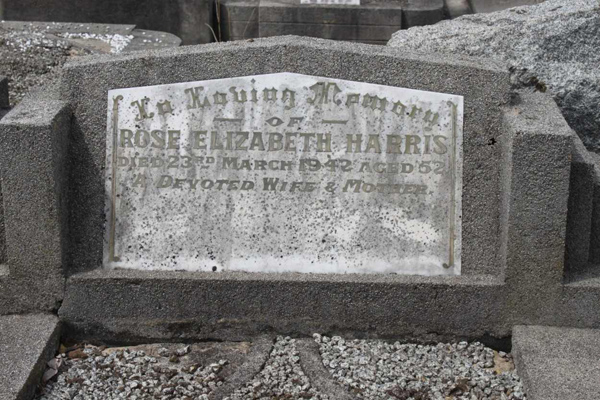 In Loving Memory
— OF —
ROSE ELIZABETH HARRIS
DIED 23RD MARCH 1942 AGED 52
A DEVOTED WIFE & MOTHER.